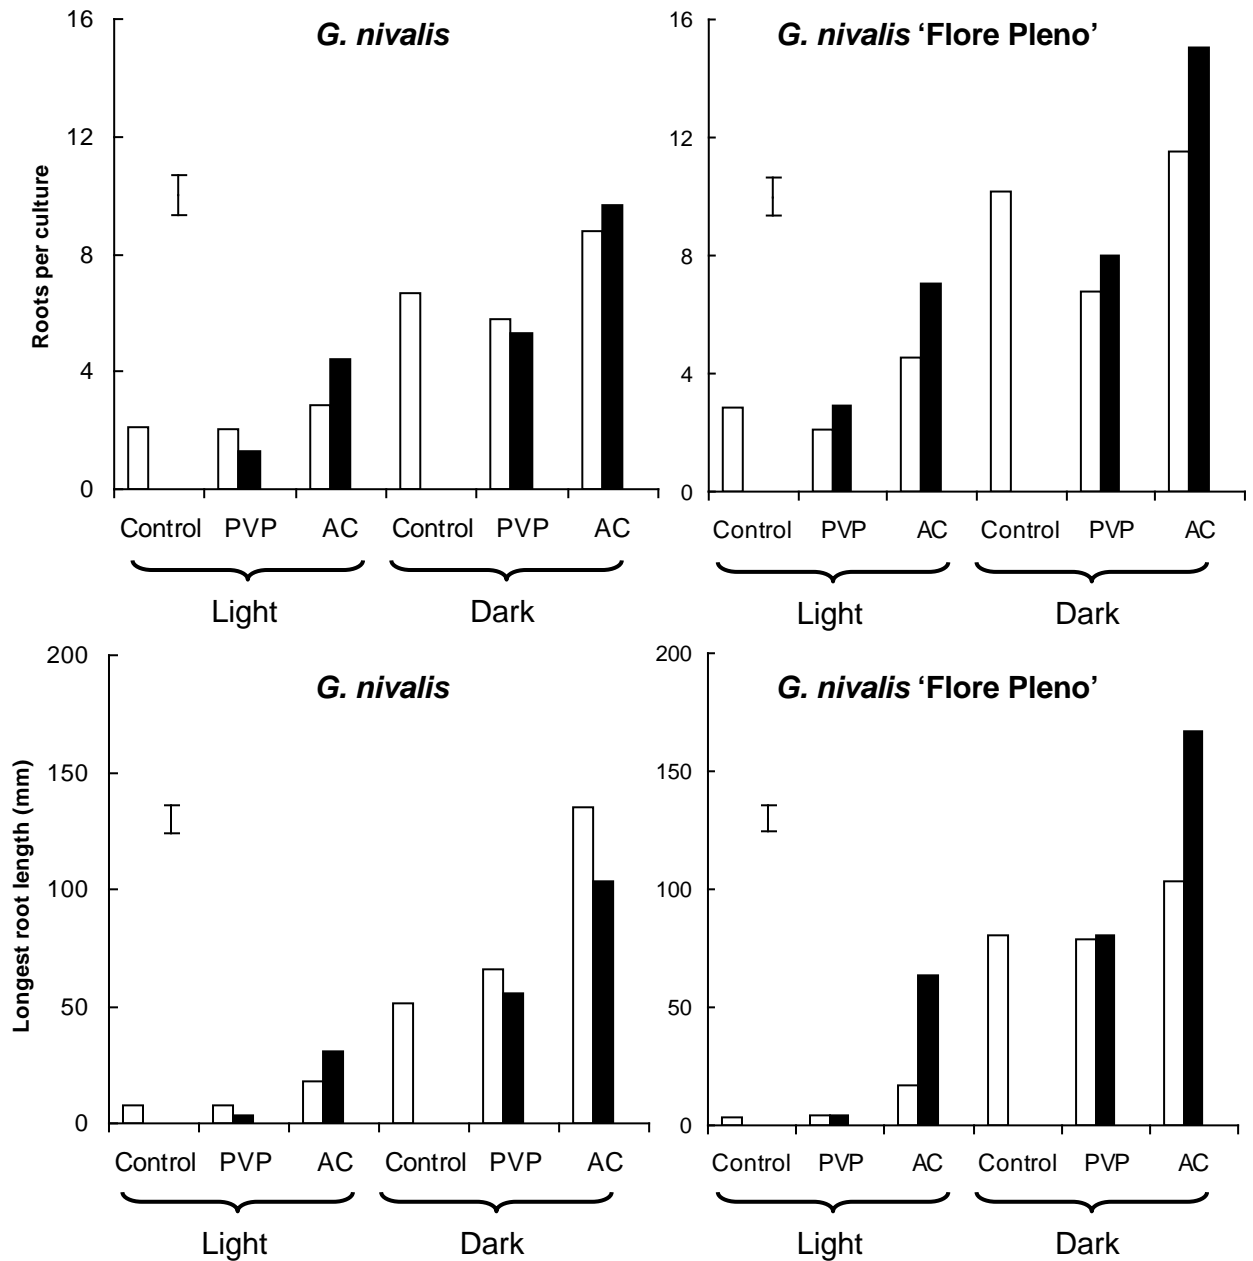 G. nivalis
16
12
8
4
0
Roots per culture
Control PVP AC Control PVP AC
Light Dark
G. nivalis ‘Flore Pleno’
16
12
8
4
0
Control PVP AC Control PVP AC
Light Dark
G. nivalis
200
150
100
50
0
Longest root length (mm)
Control PVP AC Control PVP AC
Light Dark
G. nivalis ‘Flore Pleno’
200
150
100
50
0
Control PVP AC Control PVP AC
Light Dark